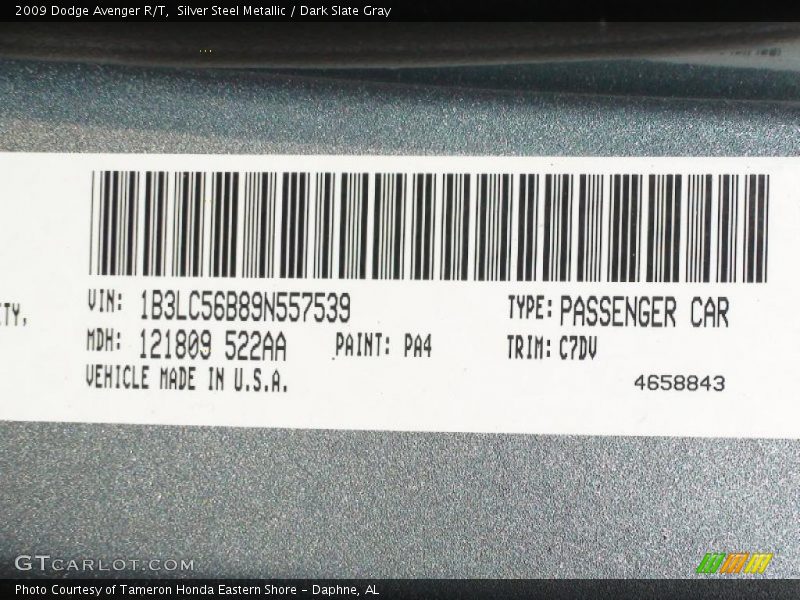 2009 Dodge Avenger R/T,  Silver Steel Metallic / Dark Slate Gray
ITY,
VIN: 1B3LC56B89N557539
TYPE: PASSENGER CAR
MDH: 121809 522AA
PAINT: PA4
TRIM: C7DV
VEHICLE MADE IN U.S.A.
4658843
GTCARLOT.COM
Photo Courtesy of Tameron Honda Eastern Shore - Daphne, AL